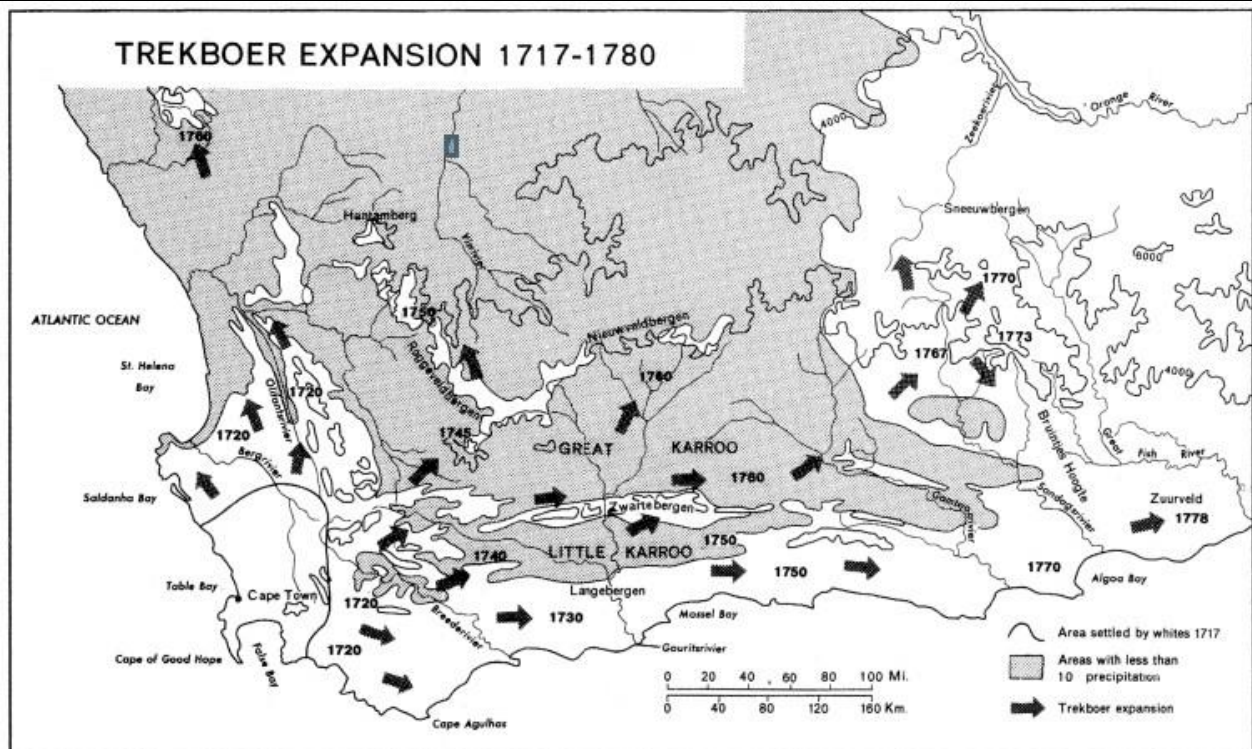 TREKBOER EXPANSION 1717-1780
1760
4000
Zeekoerivier
Orange River
Hantamberg
Sneeuwbergen
6000
ATLANTIC OCEAN
St. Helena
Bay
1750
Roggeveldbergen
Nieuwveldbergen
1770
1773
1767
4000
Olifantsrivier
1720
1760
1745
1720
Bergrivier
GREAT KARROO
Bruintjes Hoogte
Great Fish River
Saldanha Bay
1760
Zwartebergen
Zuurveld
1778
1740
LITTLE KARROO
1750
1750
1770
Algoa Bay
Table Bay
Cape Town
1720
Langebergen
1730
Mossel Bay
Breederivier
Gouritsrivier
1720
Cape of Good Hope
False Bay
Cape Agulhas
Area settled by whites 1717
Areas with less than
10 precipitation
Trekboer expansion
0 20 40 60 80 100 Mi.
0 40 80 120 160 Km.